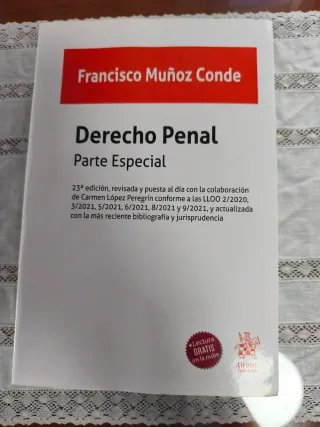 Francisco Muñoz Conde
Derecho Penal
Parte Especial
23ª edición, revisada y puesta al día con la colaboración
de Carmen López Peregrín conforme a las LLOO 2/2020,
3/2021, 5/2021, 6/2021, 8/2021 y 9/2021, y actualizada
con la más reciente bibliografía y jurisprudencia
Lectura
GRATIS
en la nube
tirant